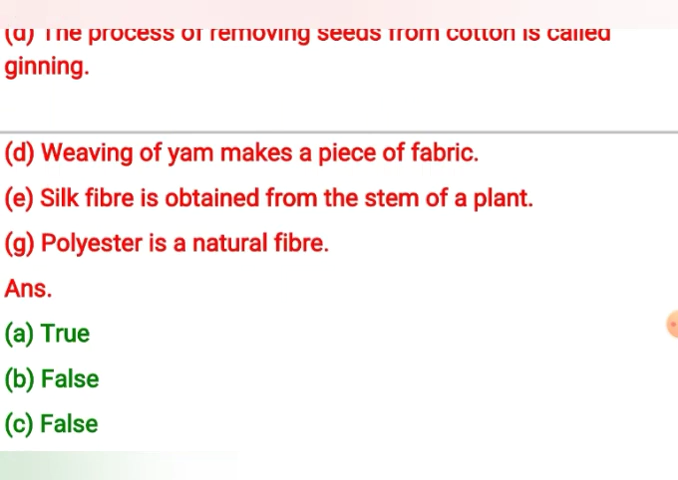 (d) The process of removing seeds from cotton is called
ginning.
(d) Weaving of yam makes a piece of fabric.
(e) Silk fibre is obtained from the stem of a plant.
(g) Polyester is a natural fibre.
Ans.
(a) True
(b) False
(c) False